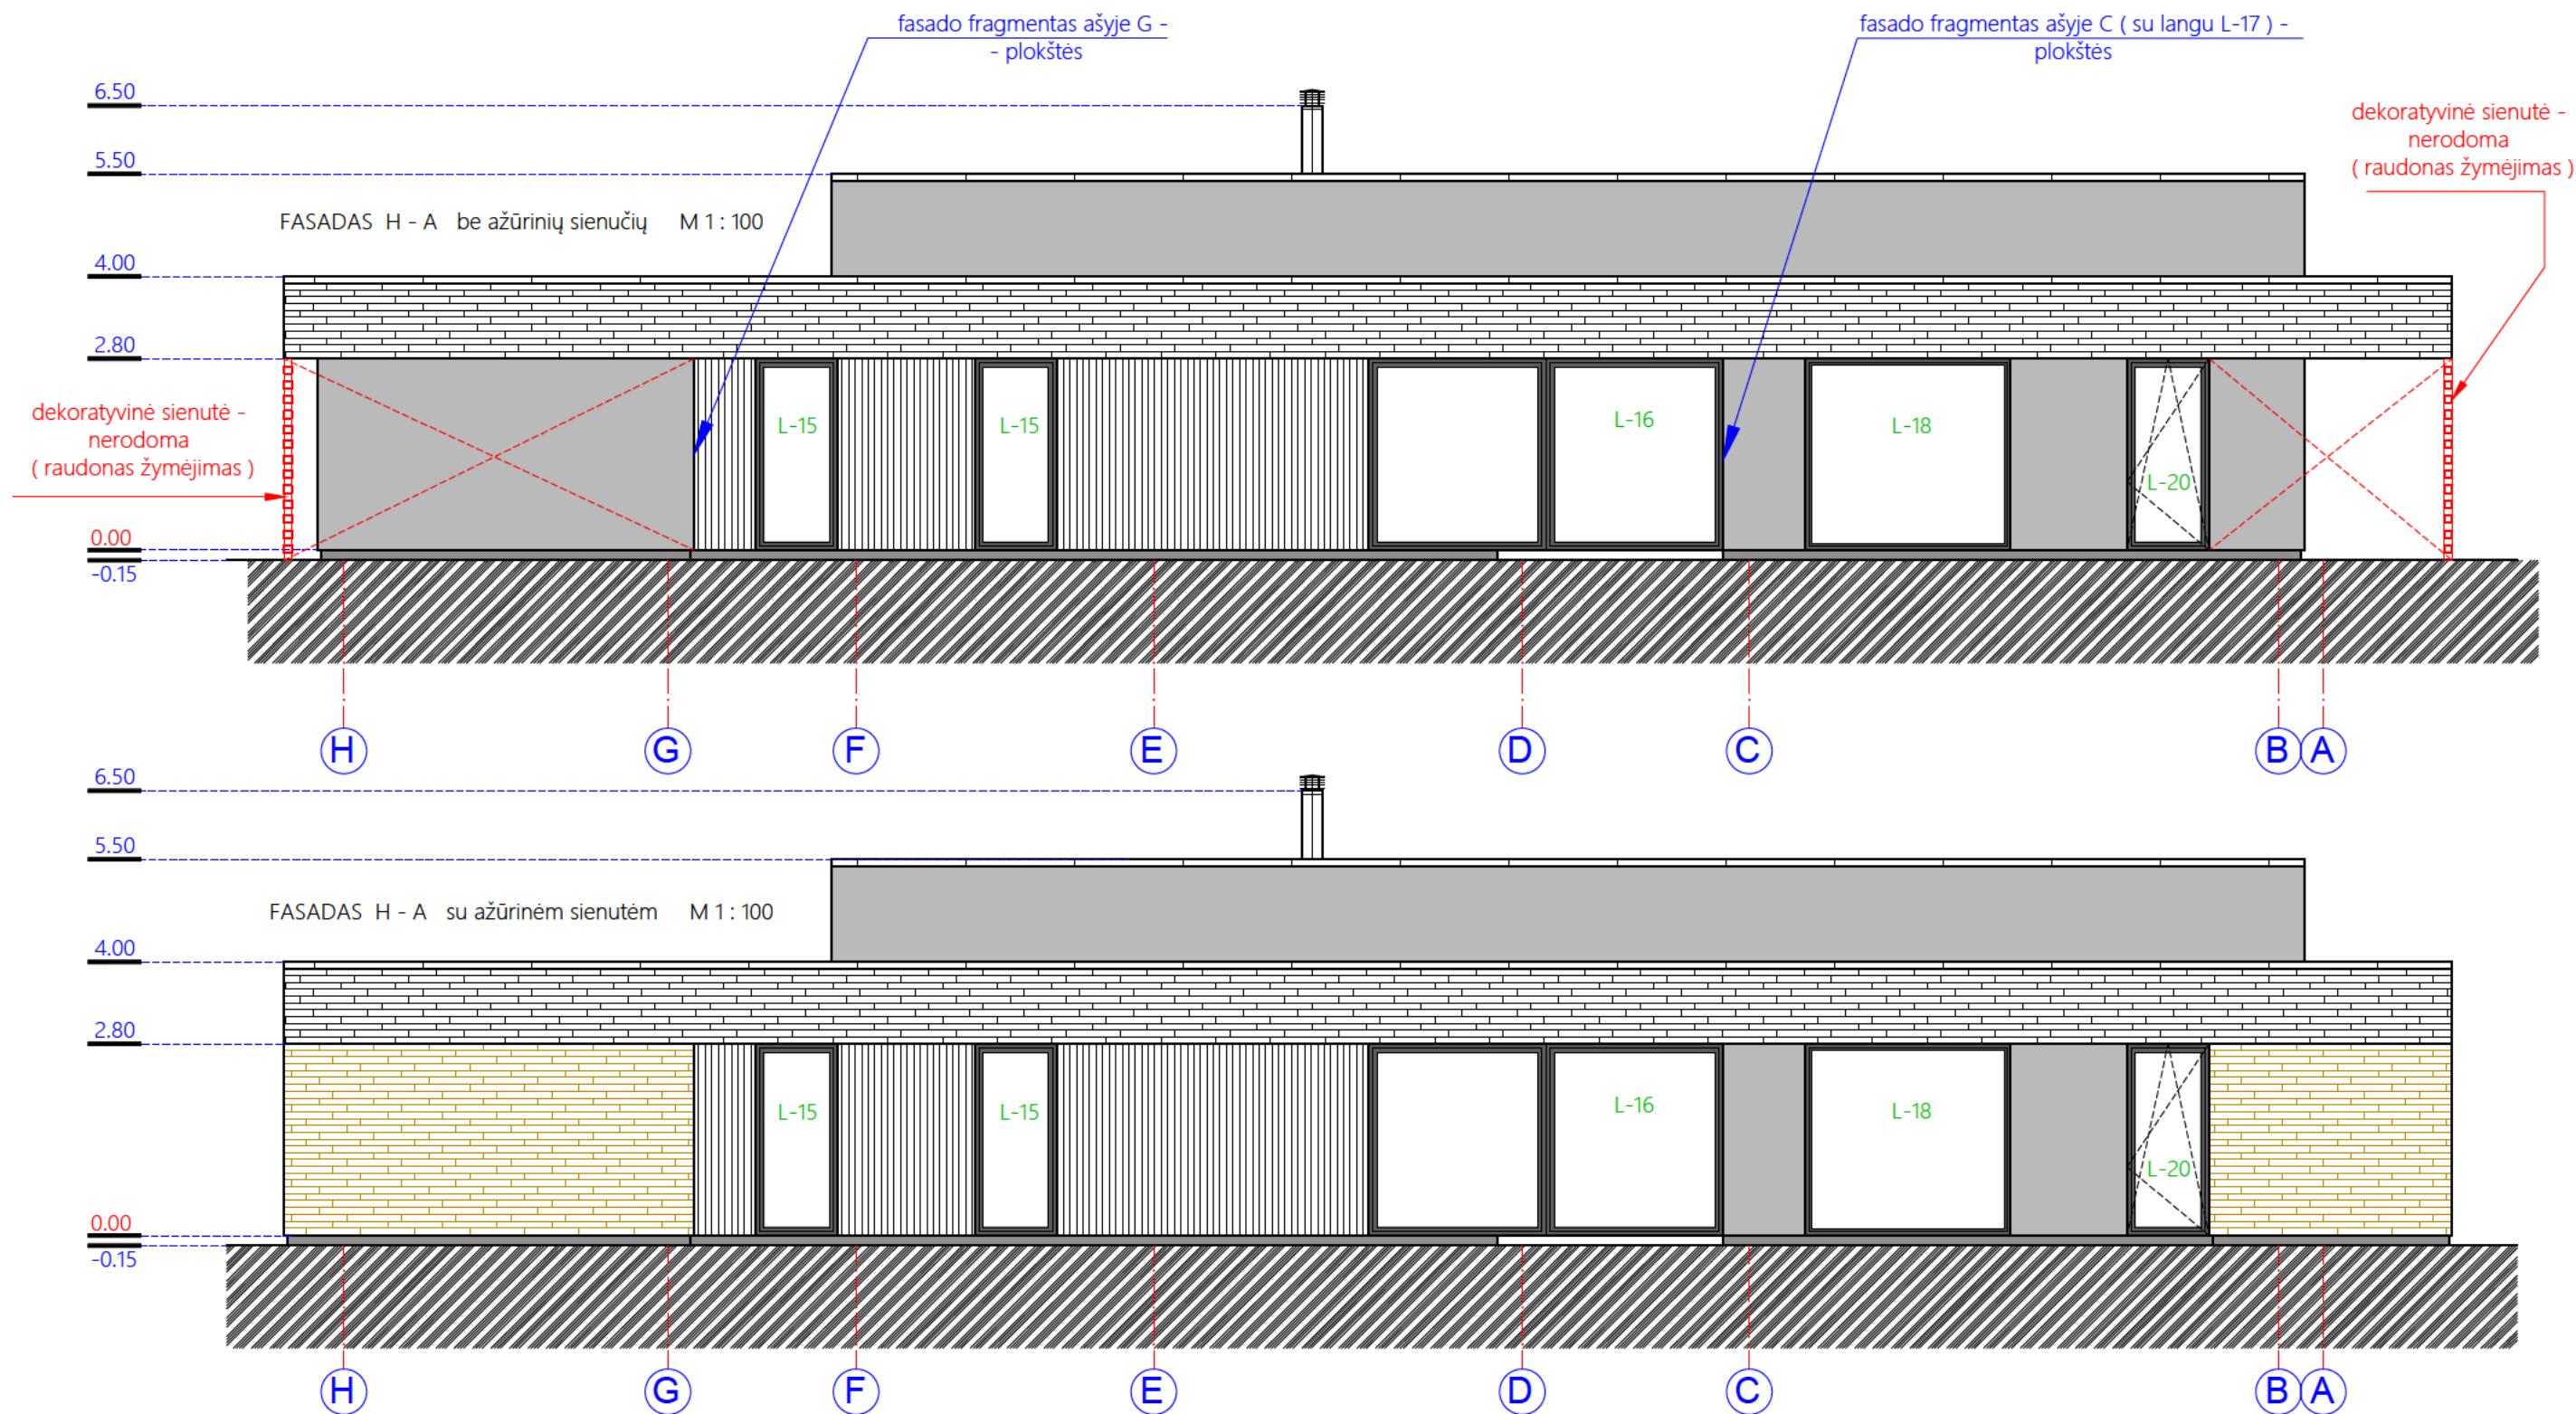 fasado fragmentas ašyje G -
- plokštės
fasado fragmentas ašyje C ( su langu L-17 ) -
plokštės
6.50
dekoratyvinė sienutė -
nerodoma
( raudonas žymėjimas )
5.50
FASADAS H - A be ažūrinių sienučių M 1 : 100
4.00
2.80
dekoratyvinė sienutė -
nerodoma
( raudonas žymėjimas )
L-15
L-15
L-16
L-18
L-20
0.00
-0.15
H
G
F
E
D
C
B
A
6.50
5.50
FASADAS H - A su ažūrinėm sienutėm M 1 : 100
4.00
2.80
L-15
L-15
L-16
L-18
L-20
0.00
-0.15
H
G
F
E
D
C
B
A